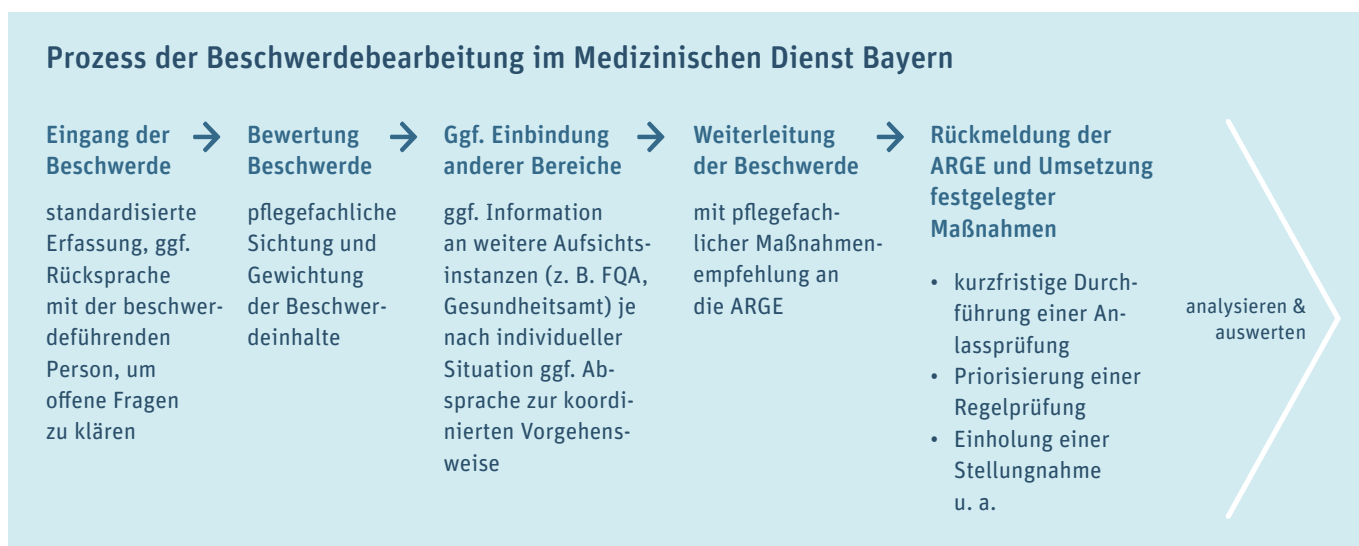 Prozess der Beschwerdebearbeitung im Medizinischen Dienst Bayern
Eingang der
Beschwerde
standardisierte
Erfassung, ggf.
Rücksprache
mit der beschwer-
deführenden
Person, um
offene Fragen
zu klären
Bewertung
Beschwerde
pflegefachliche
Sichtung und
Gewichtung
der Beschwer-
deinhalte
Ggf. Einbindung
anderer Bereiche
ggf. Information
an weitere Aufsichts-
instanzen (z. B. FQA,
Gesundheitsamt) je
nach individueller
Situation ggf. Ab-
sprache zur koordi-
nierten Vorgehens-
weise
Weiterleitung
der Beschwerde
mit pflegefach-
licher Maßnahmen-
empfehlung an
die ARGE
Rückmeldung der
ARGE und Umsetzung
festgelegter
Maßnahmen
• kurzfristige Durch-
führung einer An-
lassprüfung
• Priorisierung einer
Regelprüfung
• Einholung einer
Stellungnahme
u. a.
analysieren &
auswerten